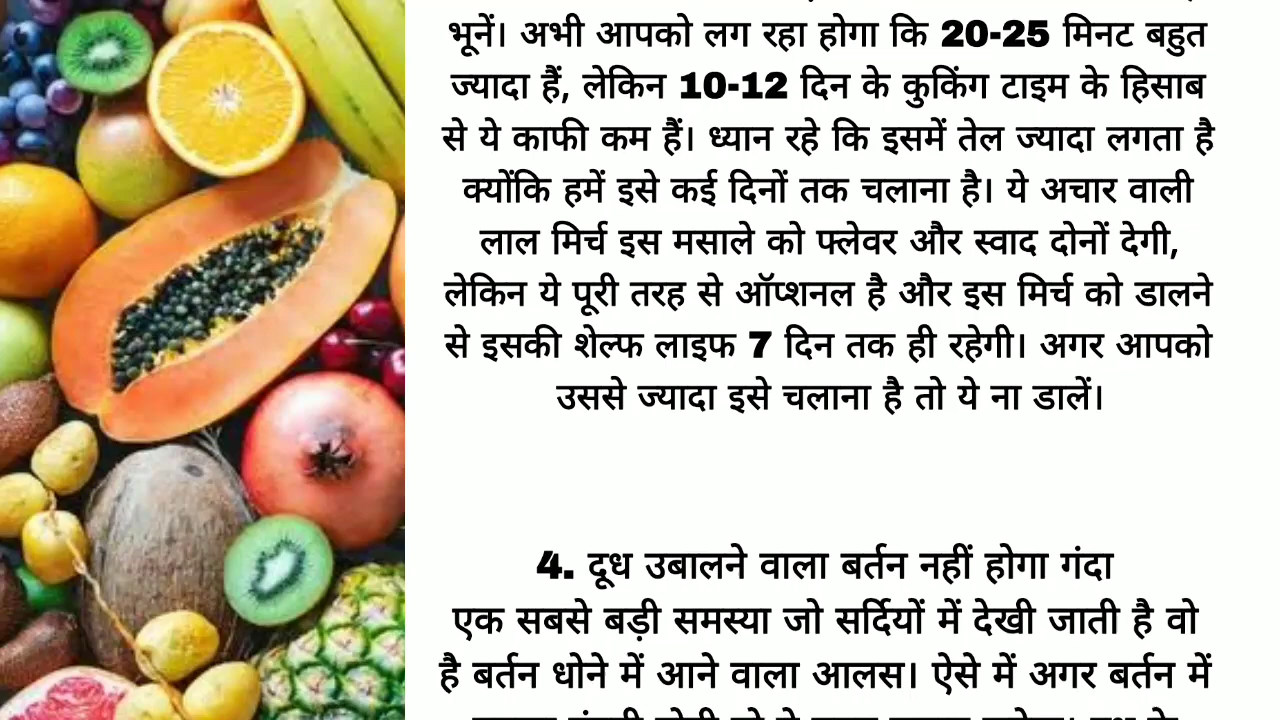 भूनें। अभी आपको लग रहा होगा कि 20-25 मिनट बहुत
ज्यादा हैं, लेकिन 10-12 दिन के कुकिंग टाइम के हिसाब
से ये काफी कम हैं। ध्यान रहे कि इसमें तेल ज्यादा लगता है
क्योंकि हमें इसे कई दिनों तक चलाना है। ये अचार वाली
लाल मिर्च इस मसाले को फ्लेवर और स्वाद दोनों देगी,
लेकिन ये पूरी तरह से ऑप्शनल है और इस मिर्च को डालने
से इसकी शेल्फ लाइफ 7 दिन तक ही रहेगी। अगर आपको
उससे ज्यादा इसे चलाना है तो ये ना डालें।
4. दूध उबालने वाला बर्तन नहीं होगा गंदा
एक सबसे बड़ी समस्या जो सर्दियों में देखी जाती है वो
है बर्तन धोने में आने वाला आलस। ऐसे में अगर बर्तन में